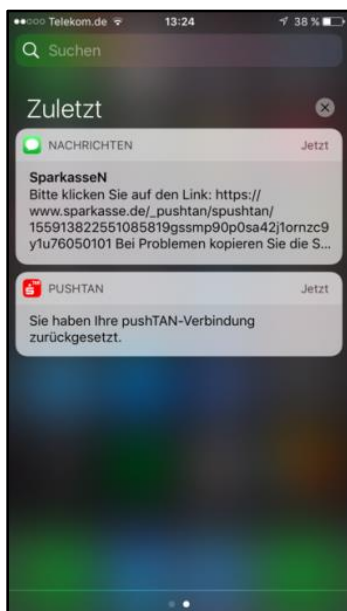 Telekom.de 13:24 38 %
Suchen
Zuletzt
NACHRICHTEN Jetzt
SparkasseN
Bitte klicken Sie auf den Link: https://
www.sparkasse.de/_pushtan/spushtan/
155913822551085819gssmp90p0sa42j1ornzc9
y1u76050101 Bei Problemen kopieren Sie die S...
PUSHTAN Jetzt
Sie haben Ihre pushTAN-Verbindung
zurückgesetzt.